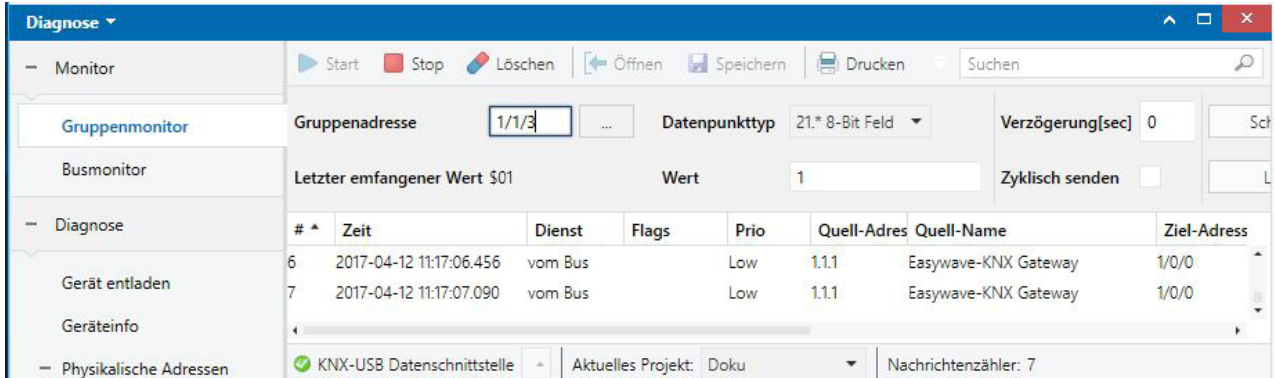 Diagnose
Monitor
Gruppenmonitor
Busmonitor
Diagnose
Gerät entladen
Geräteinfo
Physikalische Adressen
Start Stop Löschen Öffnen Speichern Drucken Suchen
Gruppenadresse 1/1/3 ... Datenpunkttyp 21.* 8-Bit Feld Verzögerung[sec] 0 Sch
Letzter emfangener Wert $01 Wert 1 Zyklisch senden L
# Zeit Dienst Flags Prio Quell-Adres Quell-Name Ziel-Adress
6 2017-04-12 11:17:06.456 vom Bus Low 1.1.1 Easywave-KNX Gateway 1/0/0
7 2017-04-12 11:17:07.090 vom Bus Low 1.1.1 Easywave-KNX Gateway 1/0/0
KNX-USB Datenschnittstelle Aktuelles Projekt: Doku Nachrichtenzähler: 7